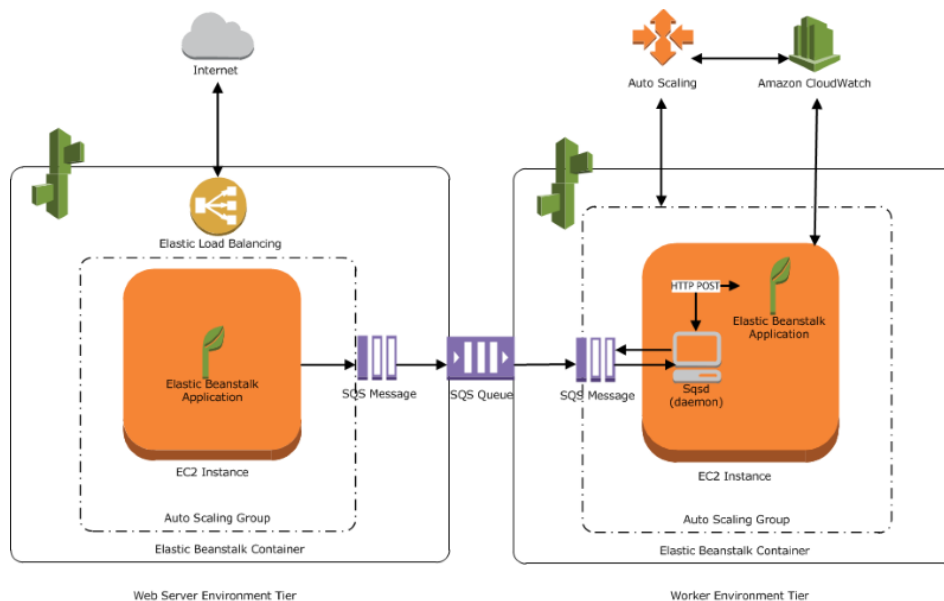 Internet
Auto Scaling
Amazon CloudWatch
Elastic Load Balancing
HTTP POST
Elastic Beanstalk
Application
Elastic Beanstalk
Application
SQS Message
SQS Queue
SQS Message
Sqsd
(daemon)
EC2 Instance
EC2 Instance
Auto Scaling Group
Auto Scaling Group
Elastic Beanstalk Container
Elastic Beanstalk Container
Web Server Environment Tier
Worker Environment Tier